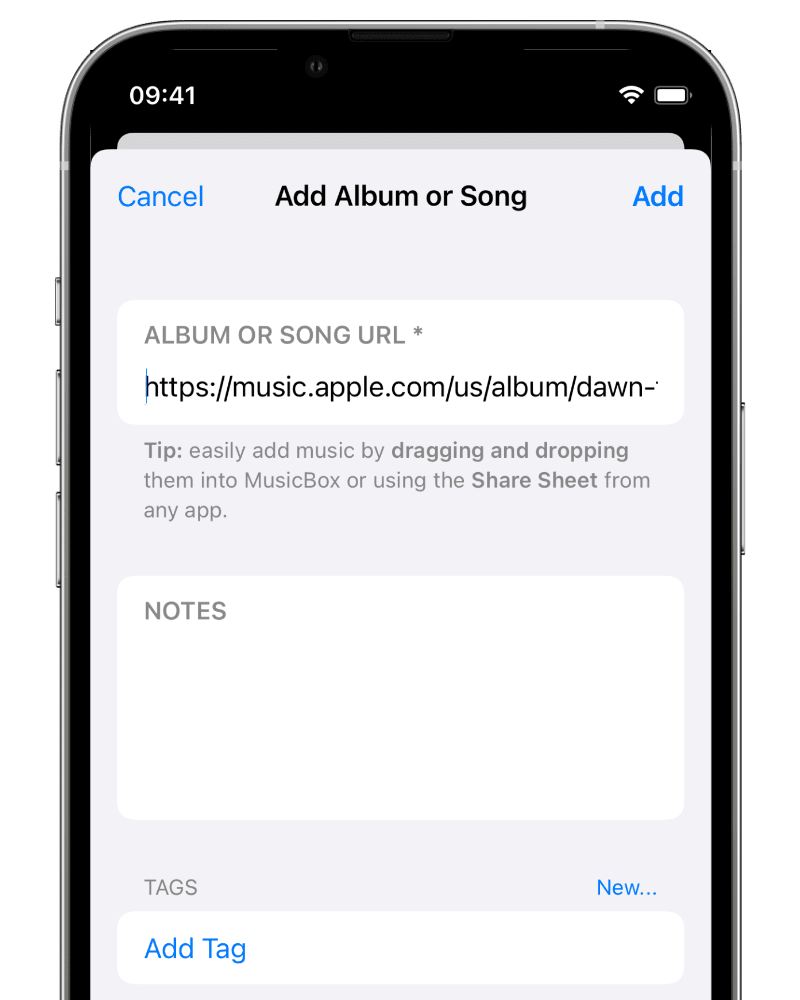 09:41
Cancel Add Album or Song Add
ALBUM OR SONG URL *
https://music.apple.com/us/album/dawn-
Tip: easily add music by dragging and dropping
them into MusicBox or using the Share Sheet from
any app.
NOTES
TAGS New...
Add Tag